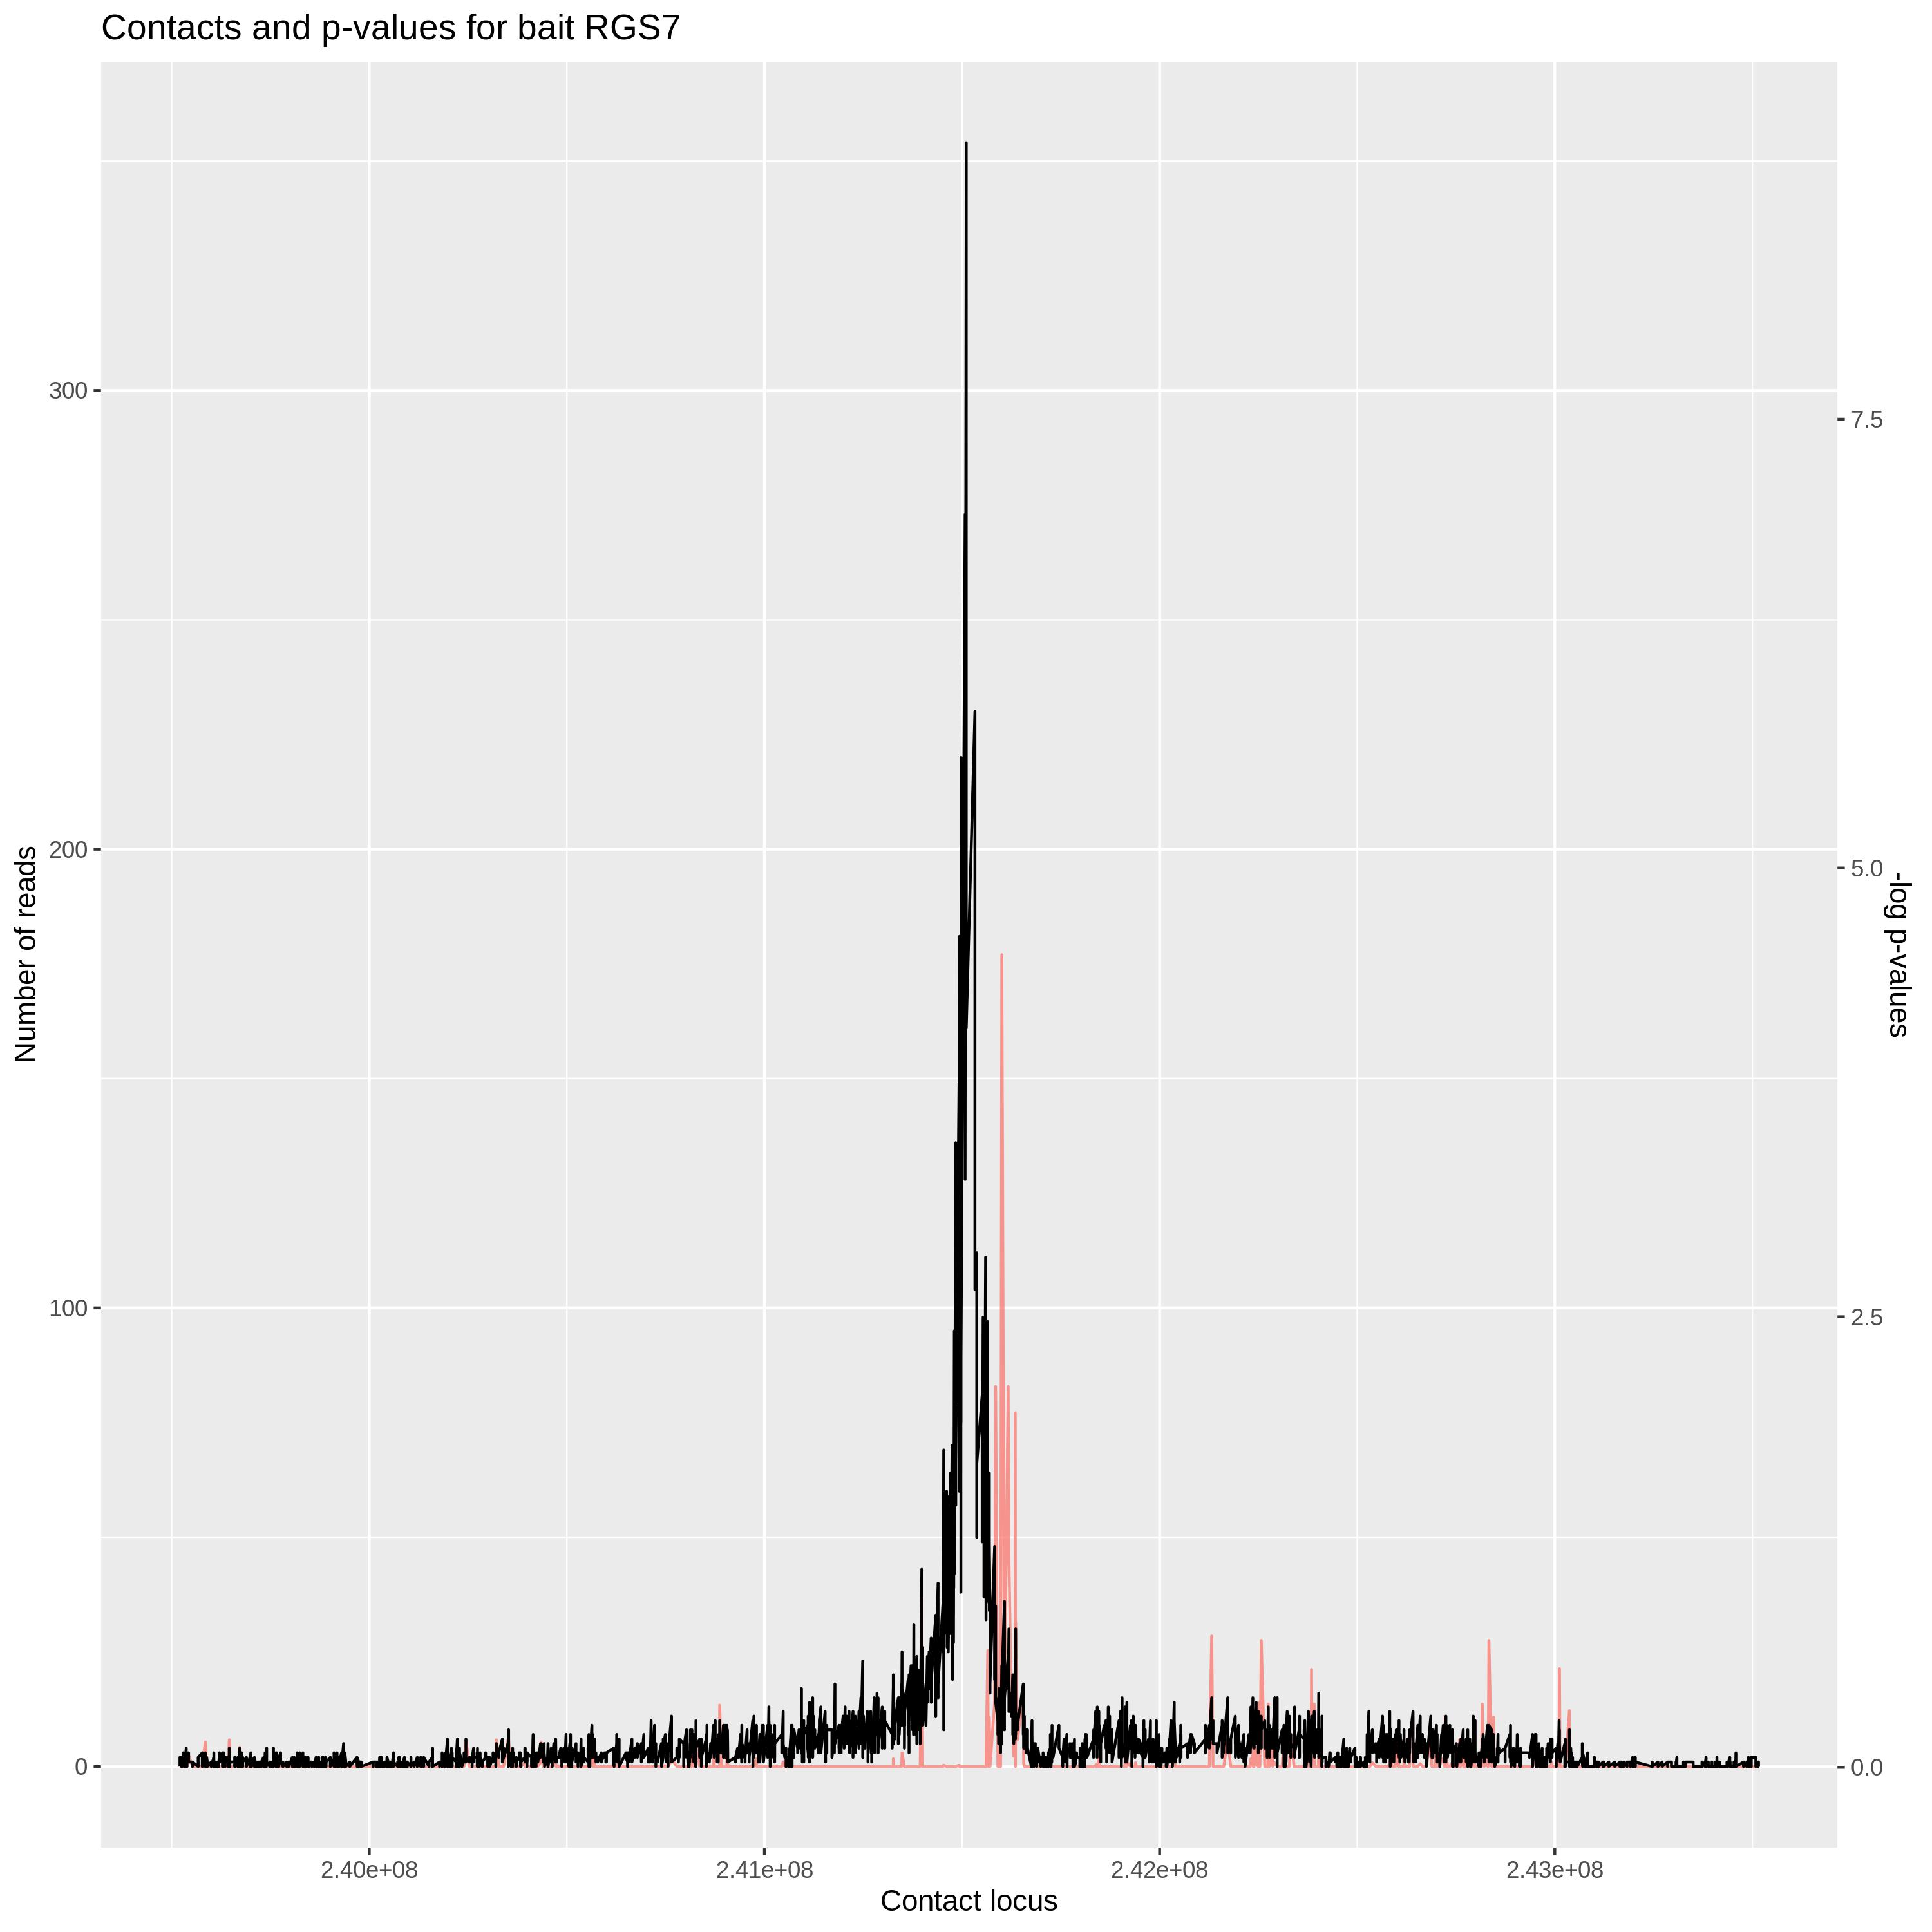 Contacts and p-values for bait RGS7
300
200
100
0
Number of reads
7.5
5.0
2.5
0.0
-log p-values
2.40e+08
2.41e+08
2.42e+08
2.43e+08
Contact locus